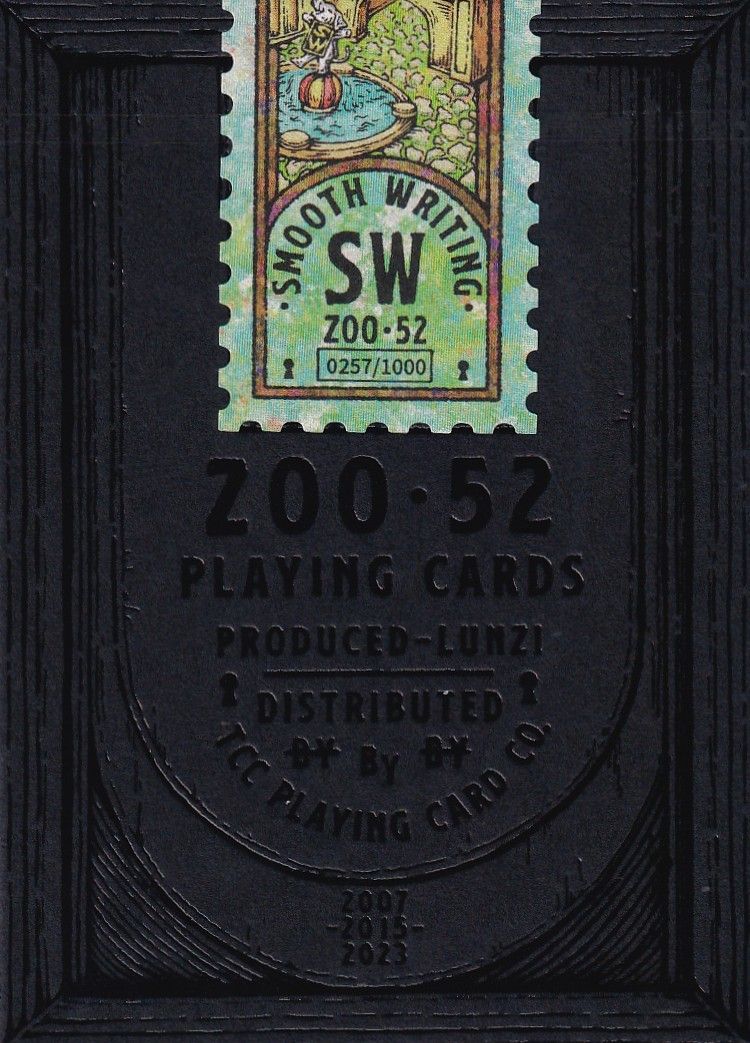 SW
·SMOOTH WRITING·
SW
ZOO·52
0257/1000
ZOO·52
PLAYING CARDS
PRODUCED-LUNZI
DISTRIBUTED
BY By BY
TCC PLAYING CARD CO.
2007
-2015-
2023